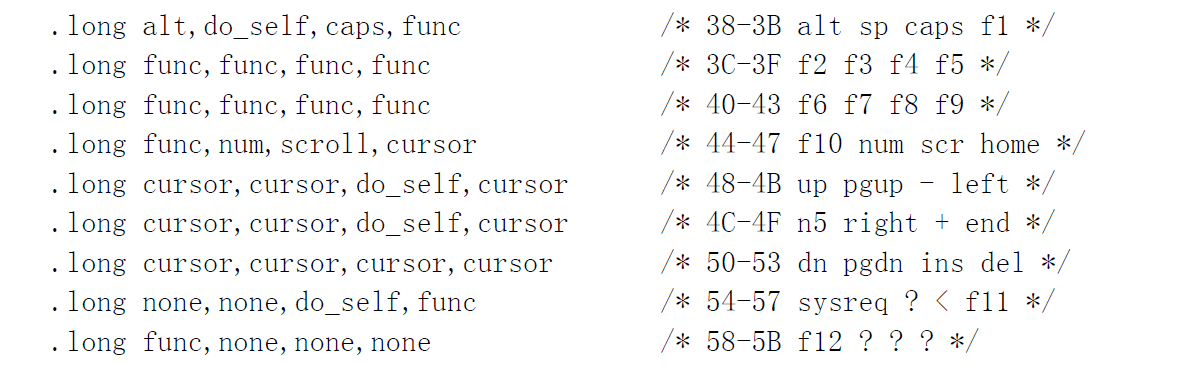 .long alt,do_self,caps,func /* 38-3B alt sp caps f1 */
.long func,func,func,func /* 3C-3F f2 f3 f4 f5 */
.long func,func,func,func /* 40-43 f6 f7 f8 f9 */
.long func,num,scroll,cursor /* 44-47 f10 num scr home */
.long cursor,cursor,do_self,cursor /* 48-4B up pgup - left */
.long cursor,cursor,do_self,cursor /* 4C-4F n5 right + end */
.long cursor,cursor,cursor,cursor /* 50-53 dn pgdn ins del */
.long none,none,do_self,func /* 54-57 sysreq ? < f11 */
.long func,none,none,none /* 58-5B f12 ? ? ? */